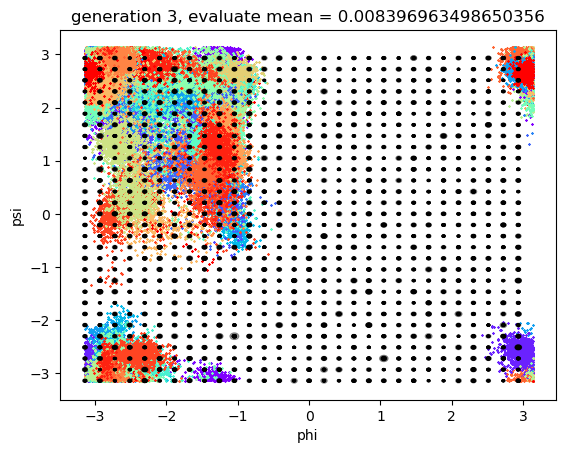 generation 3, evaluate mean = 0.008396963498650356
psi
3
2
1
0
−1
−2
−3
−3 −2 −1 0 1 2 3
phi